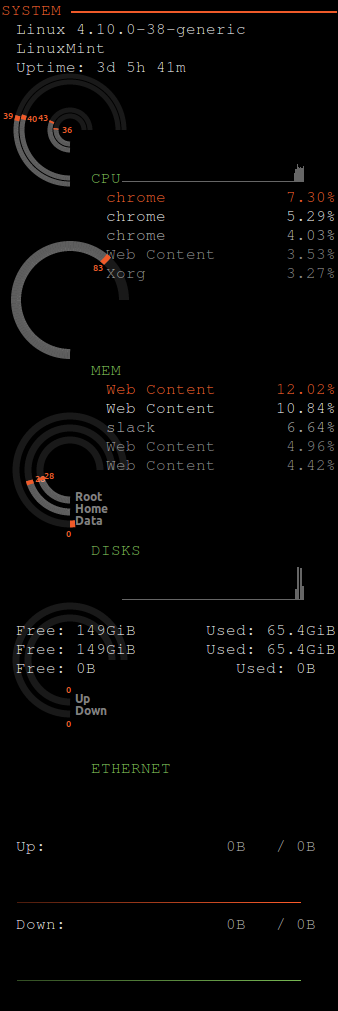 SYSTEM
Linux 4.10.0-38-generic
LinuxMint
Uptime: 3d 5h 41m
39 40 43
36
CPU
chrome 7.30%
chrome 5.29%
chrome 4.03%
Web Content 3.53%
83 Xorg 3.27%
MEM
Web Content 12.02%
Web Content 10.84%
slack 6.64%
Web Content 4.96%
Web Content 4.42%
28 28
Root
Home
Data
0
DISKS
Free: 149GiB Used: 65.4GiB
Free: 149GiB Used: 65.4GiB
Free: 0B Used: 0B
0
Up
Down
0
ETHERNET
Up: 0B / 0B
Down: 0B / 0B